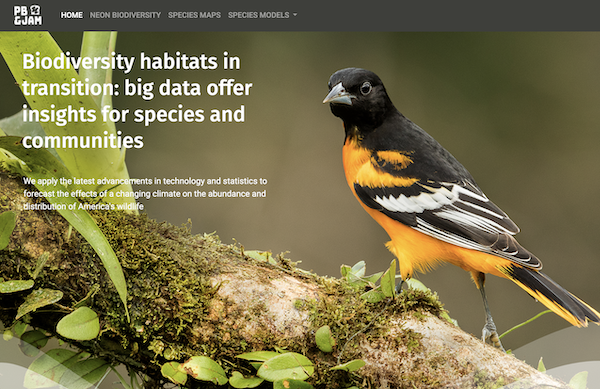 PB
&JAM
HOME NEON BIODIVERSITY SPECIES MAPS SPECIES MODELS
Biodiversity habitats in
transition: big data offer
insights for species and
communities
We apply the latest advancements in technology and statistics to
forecast the effects of a changing climate on the abundance and
distribution of America's wildlife